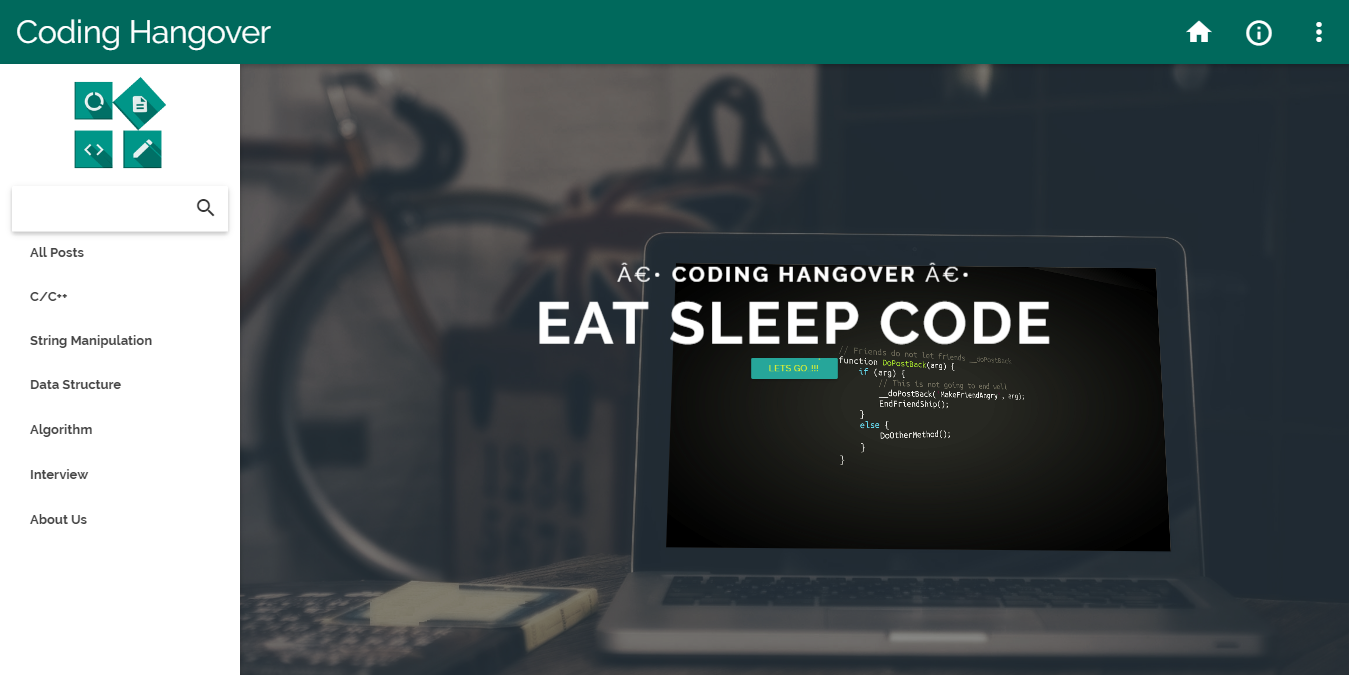 Coding Hangover
All Posts
C/C++
String Manipulation
Data Structure
Algorithm
Interview
About Us
Â€• CODING HANGOVER Â€•
EAT SLEEP CODE
LETS GO !!!
// Friends do not let friends __doPostBack
function DoPostBack(arg) {
if (arg) {
// This is not going to end well
__doPostBack( MakeFriendAngry , arg);
EndFriendShip();
}
else {
DoOtherMethod();
}
}